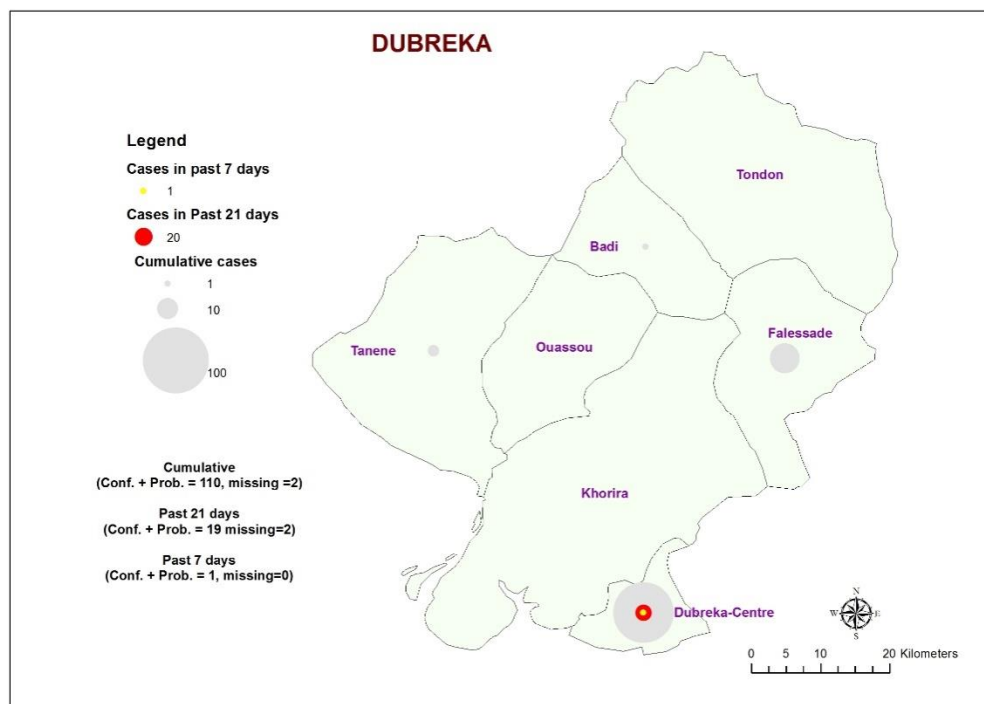 DUBREKA
Legend
Cases in past 7 days
1
Cases in Past 21 days
20
Cumulative cases
1
10
100
Cumulative
(Conf. + Prob. = 110, missing =2)
Past 21 days
(Conf. + Prob. = 19 missing=2)
Past 7 days
(Conf. + Prob. = 1, missing=0)
Tondon
Badi
Falessade
Tanene
Ouassou
Khorira
Dubreka-Centre
N
W E
S
0 5 10 20 Kilometers